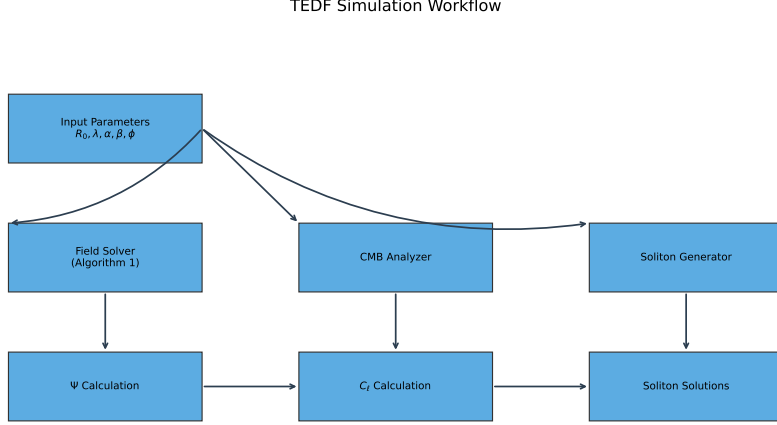 TEDF Simulation Workflow
Input Parameters
R₀, λ, α, β, ϕ
Field Solver
(Algorithm 1)
CMB Analyzer
Soliton Generator
Ψ Calculation
Cℓ Calculation
Soliton Solutions